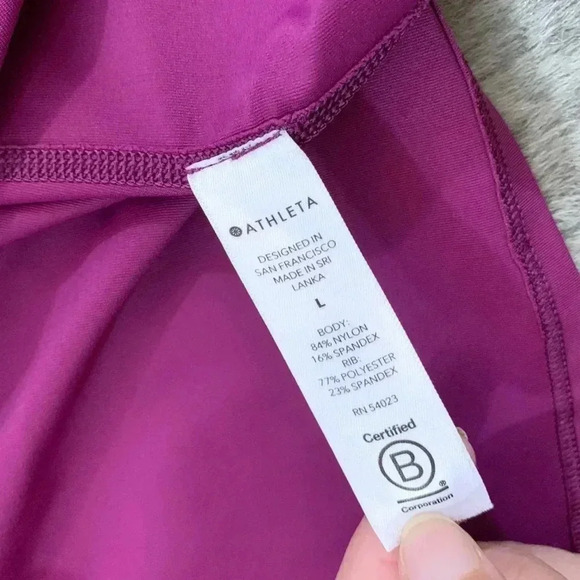 ATHLETA
DESIGNED IN
SAN FRANCISCO
MADE IN SRI
LANKA
L
BODY:
84% NYLON
16% SPANDEX
RIB:
77% POLYESTER
23% SPANDEX
RN 54023
Certified
B
®
Corporation